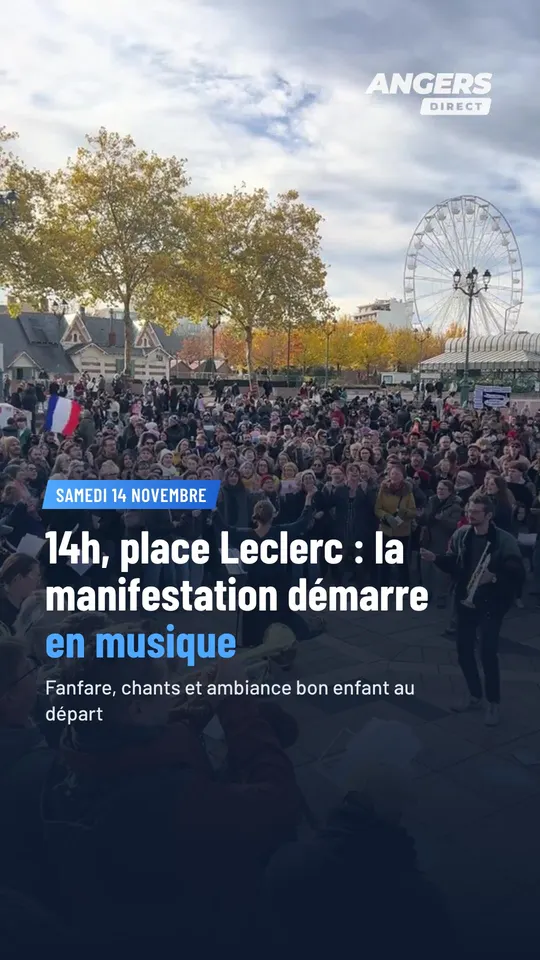 ANGERS
DIRECT
SAMEDI 14 NOVEMBRE
14h, place Leclerc : la
manifestation démarre
en musique
Fanfare, chants et ambiance bon enfant au
départ